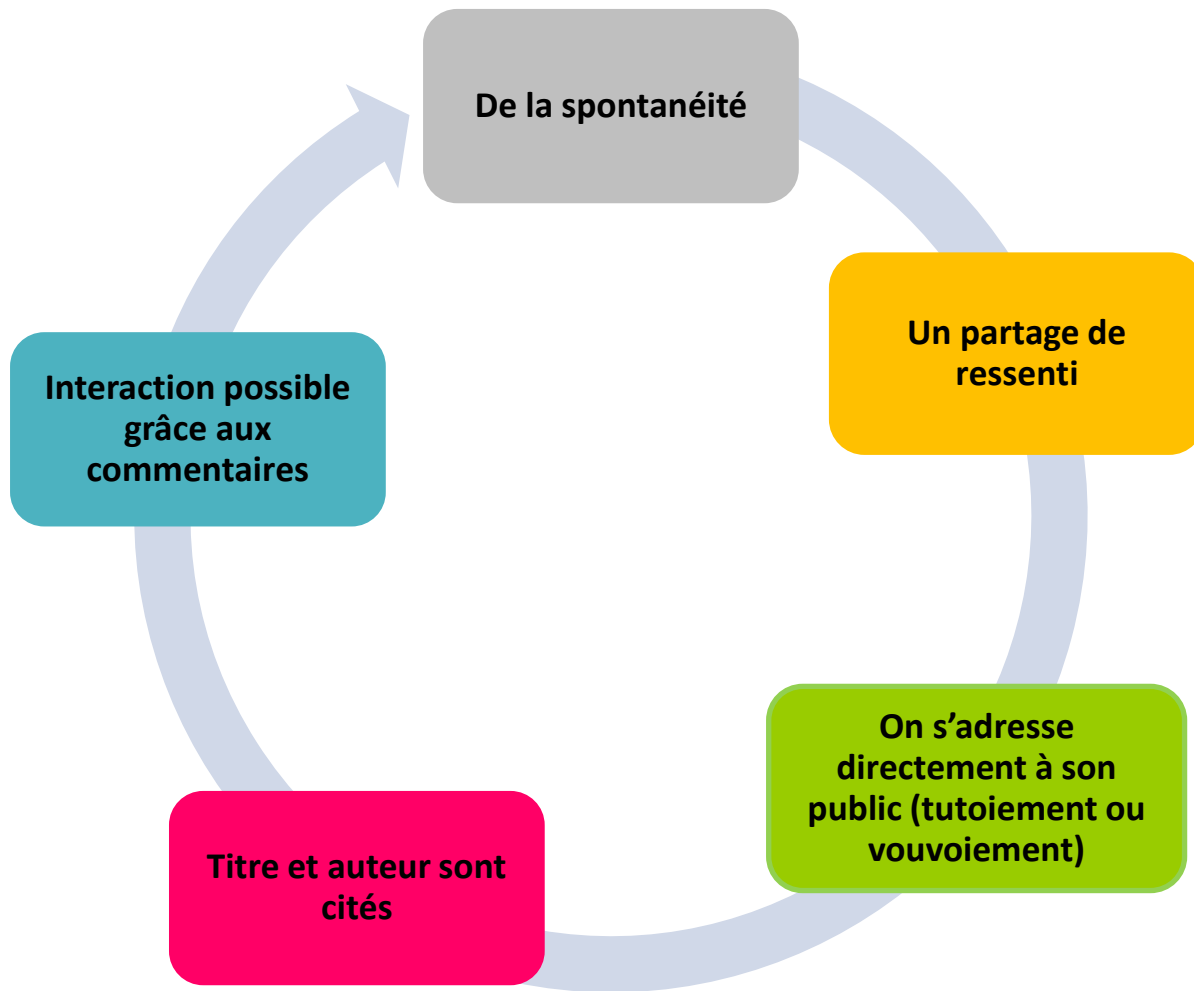 De la spontanéité
Un partage de
ressenti
On s’adresse
directement à son
public (tutoiement ou
vouvoiement)
Titre et auteur sont
cités
Interaction possible
grâce aux
commentaires